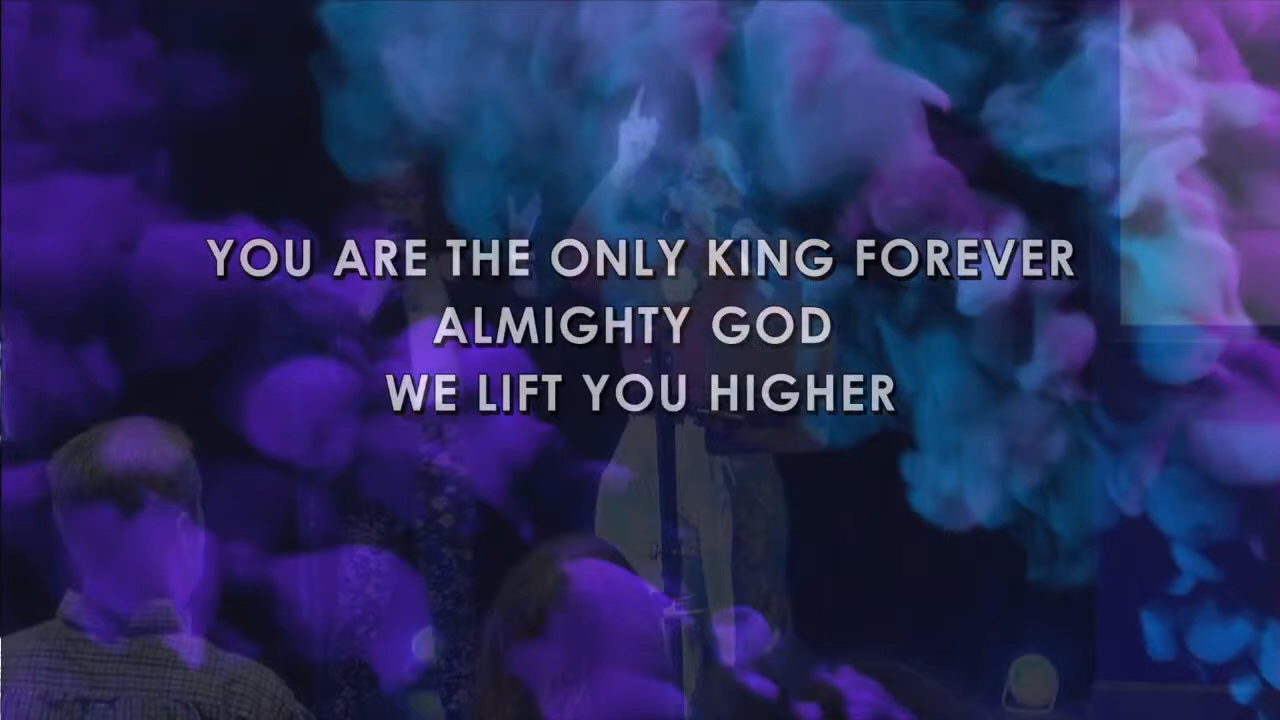 YOU ARE THE ONLY KING FOREVER
ALMIGHTY GOD
WE LIFT YOU HIGHER